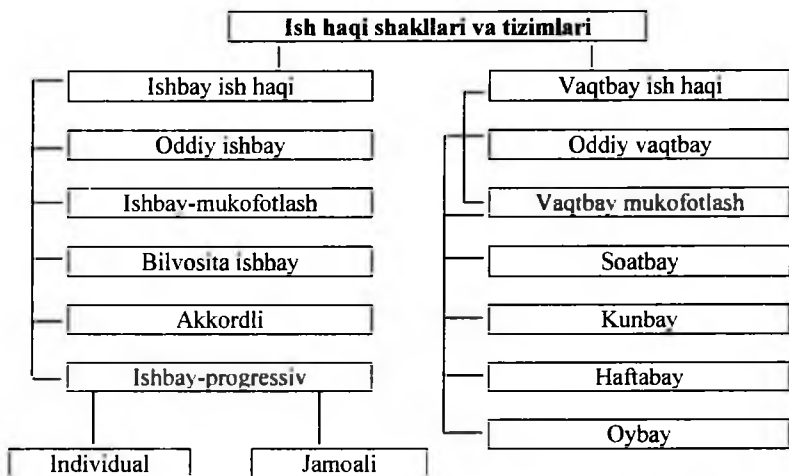 Ish haqi shakllari va tizimlari
Ishbay ish haqi
Oddiy ishbay
Ishbay-mukofotlash
Bilvosita ishbay
Akkordli
Ishbay-progressiv
Individual
Jamoali
Vaqtbay ish haqi
Oddiy vaqtbay
Vaqtbay mukofotlash
Soatbay
Kunbay
Haftabay
Oybay